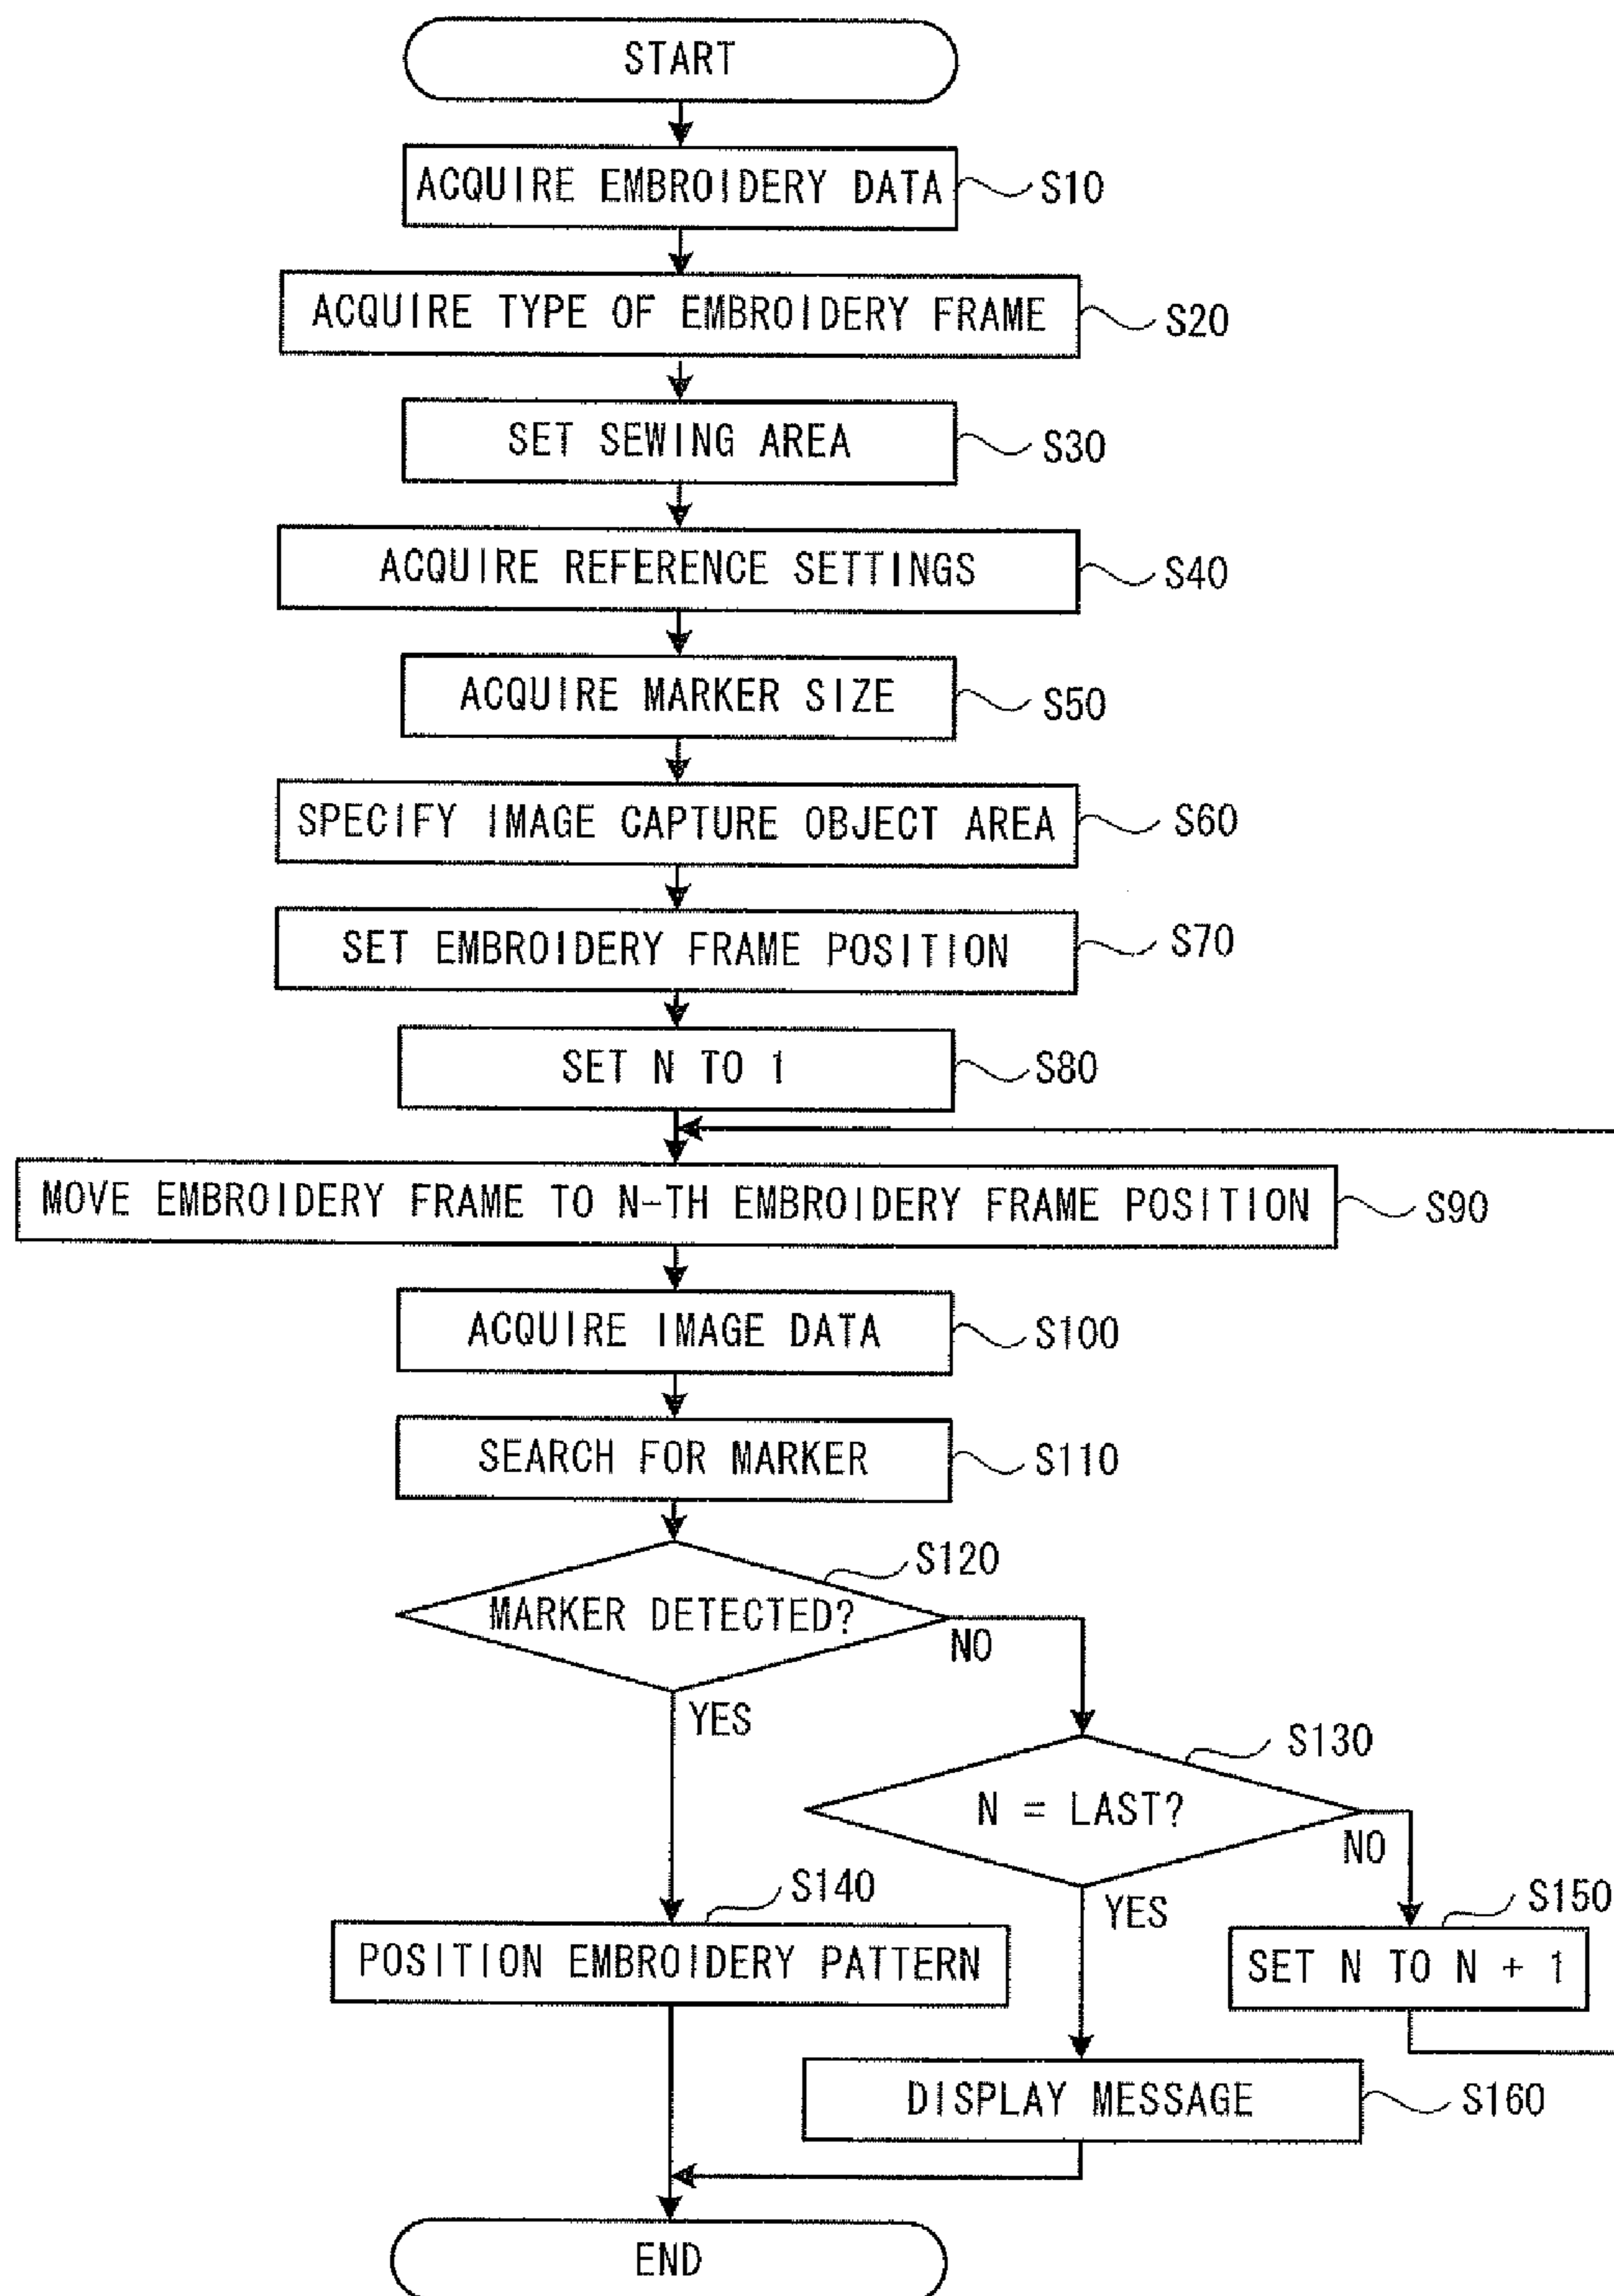 START
ACQUIRE EMBROIDERY DATA S10
ACQUIRE TYPE OF EMBROIDERY FRAME S20
SET SEWING AREA S30
ACQUIRE REFERENCE SETTINGS S40
ACQUIRE MARKER SIZE S50
SPECIFY IMAGE CAPTURE OBJECT AREA S60
SET EMBROIDERY FRAME POSITION S70
SET N TO 1 S80
MOVE EMBROIDERY FRAME TO N-TH EMBROIDERY FRAME POSITION S90
ACQUIRE IMAGE DATA S100
SEARCH FOR MARKER S110
S120
MARKER DETECTED?
NO
YES
S130
N = LAST?
NO
YES
S140
POSITION EMBROIDERY PATTERN
S150
SET N TO N + 1
DISPLAY MESSAGE S160
END